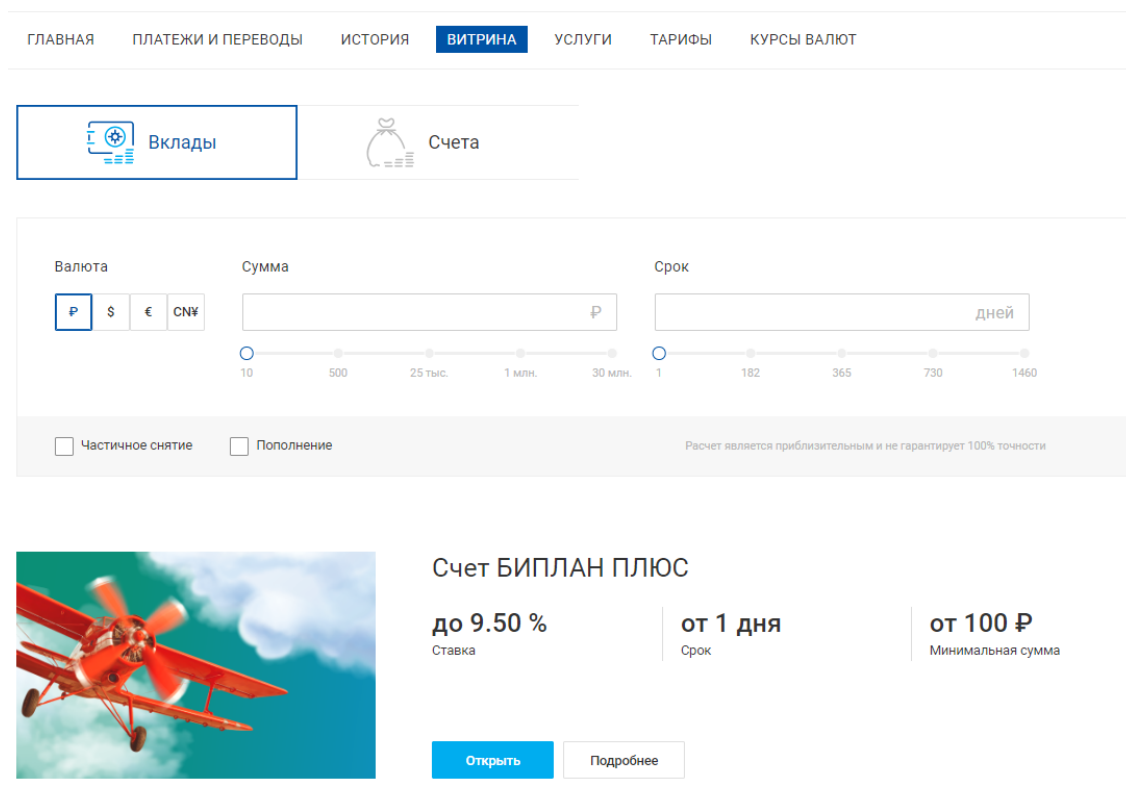 ГЛАВНАЯ ПЛАТЕЖИ И ПЕРЕВОДЫ ИСТОРИЯ ВИТРИНА УСЛУГИ ТАРИФЫ КУРСЫ ВАЛЮТ
Вклады Счета
Валюта Сумма Срок
₽ $ € CN¥ ₽ дней
10 500 25 тыс. 1 млн. 30 млн. 1 182 365 730 1460
Частичное снятие Пополнение Расчет является приблизительным и не гарантирует 100% точности
Счет БИПЛАН ПЛЮС
до 9.50 % от 1 дня от 100 ₽
Ставка Срок Минимальная сумма
Открыть Подробнее